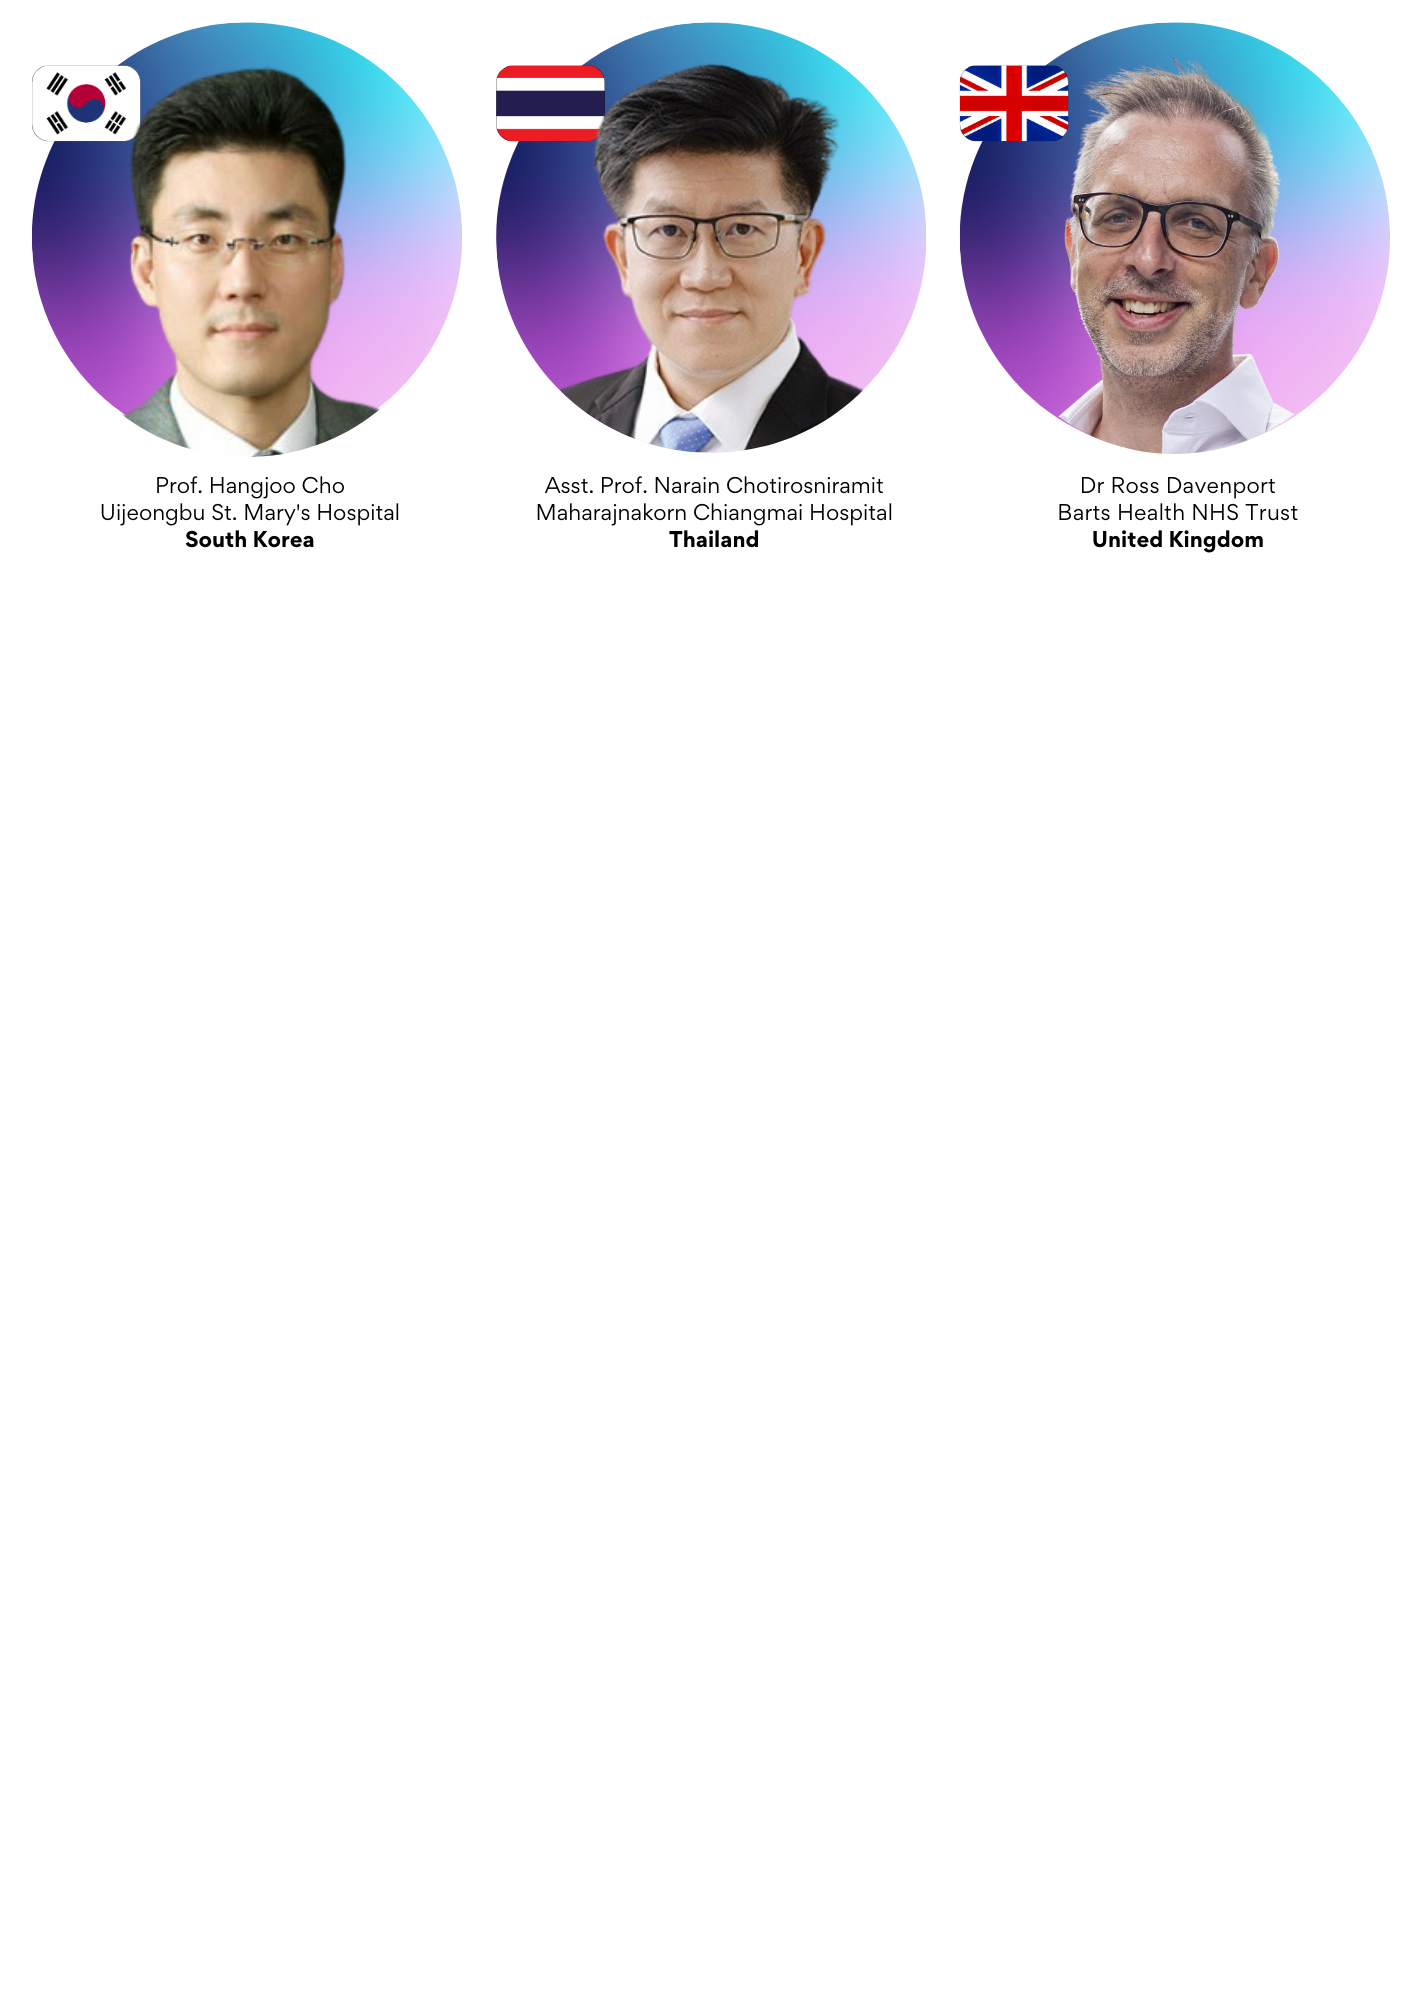 Prof. Hangjoo Cho
Uijeongbu St. Mary's Hospital
South Korea
Asst. Prof. Narain Chotirosniramit
Maharajnakorn Chiangmai Hospital
Thailand
Dr Ross Davenport
Barts Health NHS Trust
United Kingdom